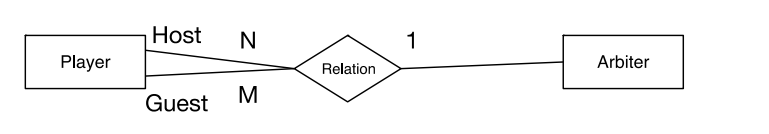 Host
N
1
Player
Relation
Arbiter
Guest
M